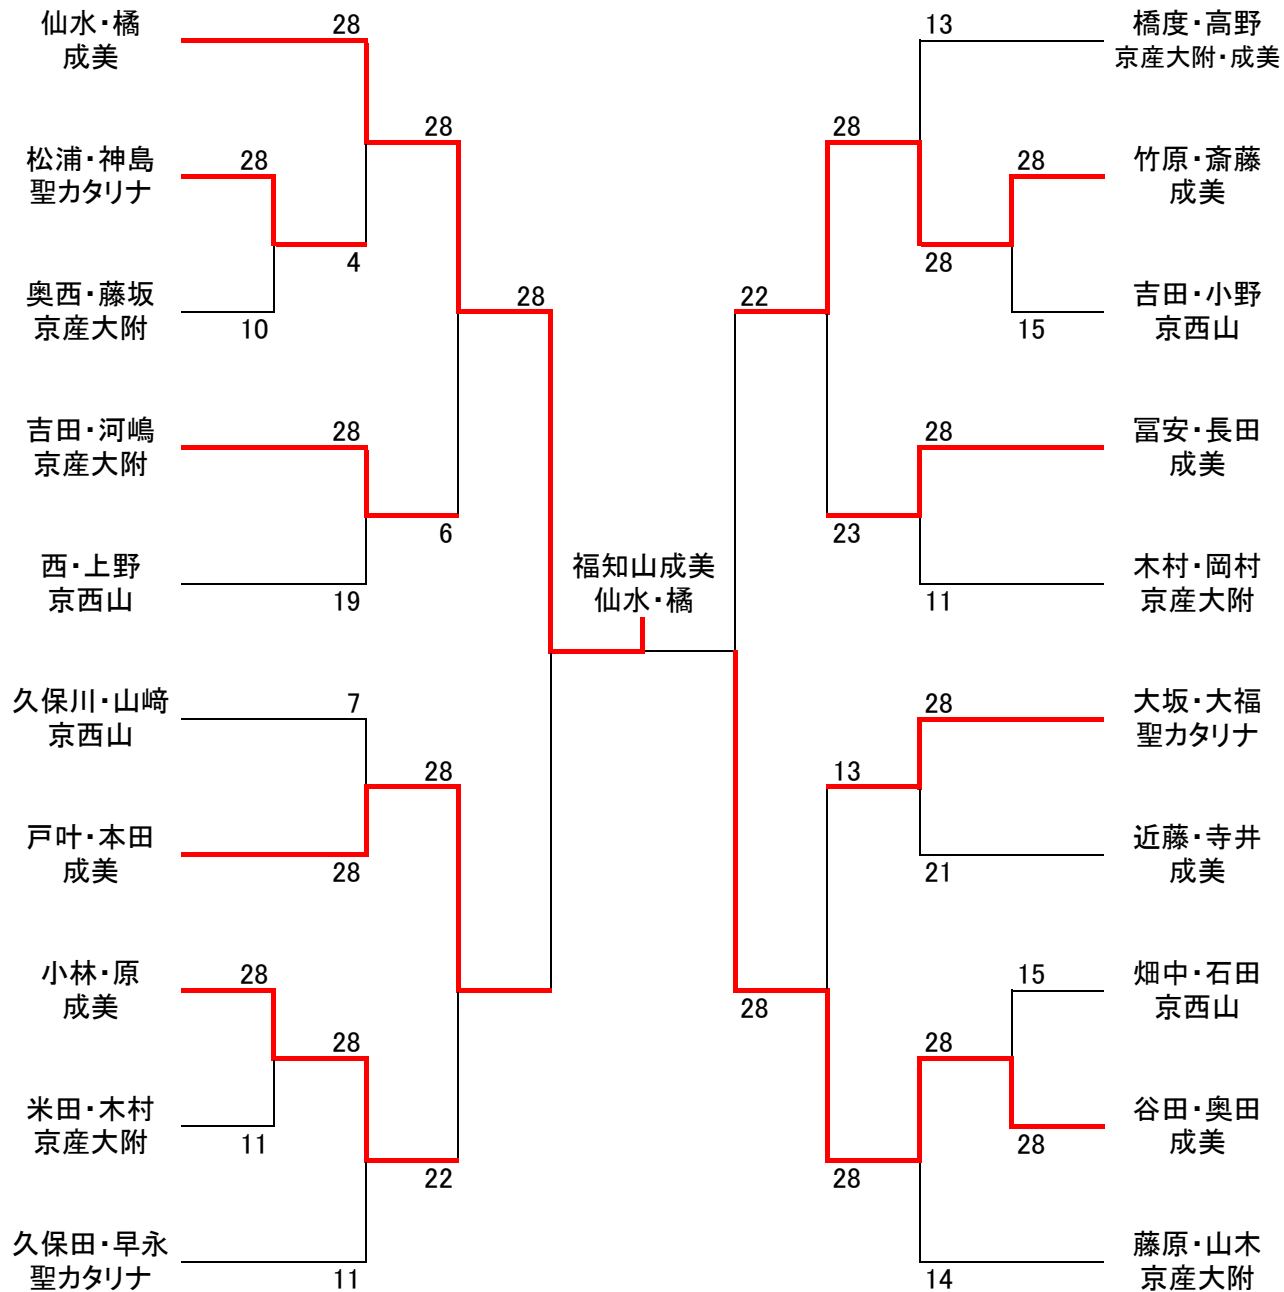 仙水・橘
成美
28
松浦・神島
聖カタリナ
28
28
4
奥西・藤坂
京産大附
10
28
吉田・河嶋
京産大附
28
6
西・上野
京西山
19
久保川・山﨑
京西山
7
28
戸叶・本田
成美
28
小林・原
成美
28
28
米田・木村
京産大附
11
22
久保田・早永
聖カタリナ
11
福知山成美
仙水・橘
13
橋度・高野
京産大附・成美
28
28
竹原・斎藤
成美
28
22
15
吉田・小野
京西山
28
冨安・長田
成美
23
11
木村・岡村
京産大附
28
大坂・大福
聖カタリナ
13
21
近藤・寺井
成美
15
畑中・石田
京西山
28
28
28
谷田・奥田
成美
28
14
藤原・山木
京産大附